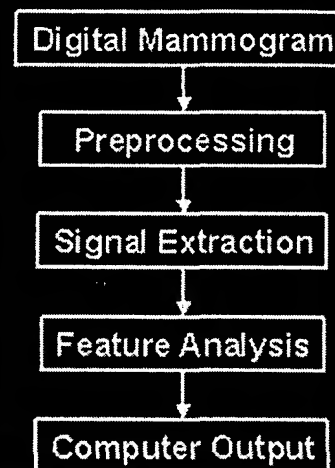 Digital Mammogram
Preprocessing
Signal Extraction
Feature Analysis
Computer Output